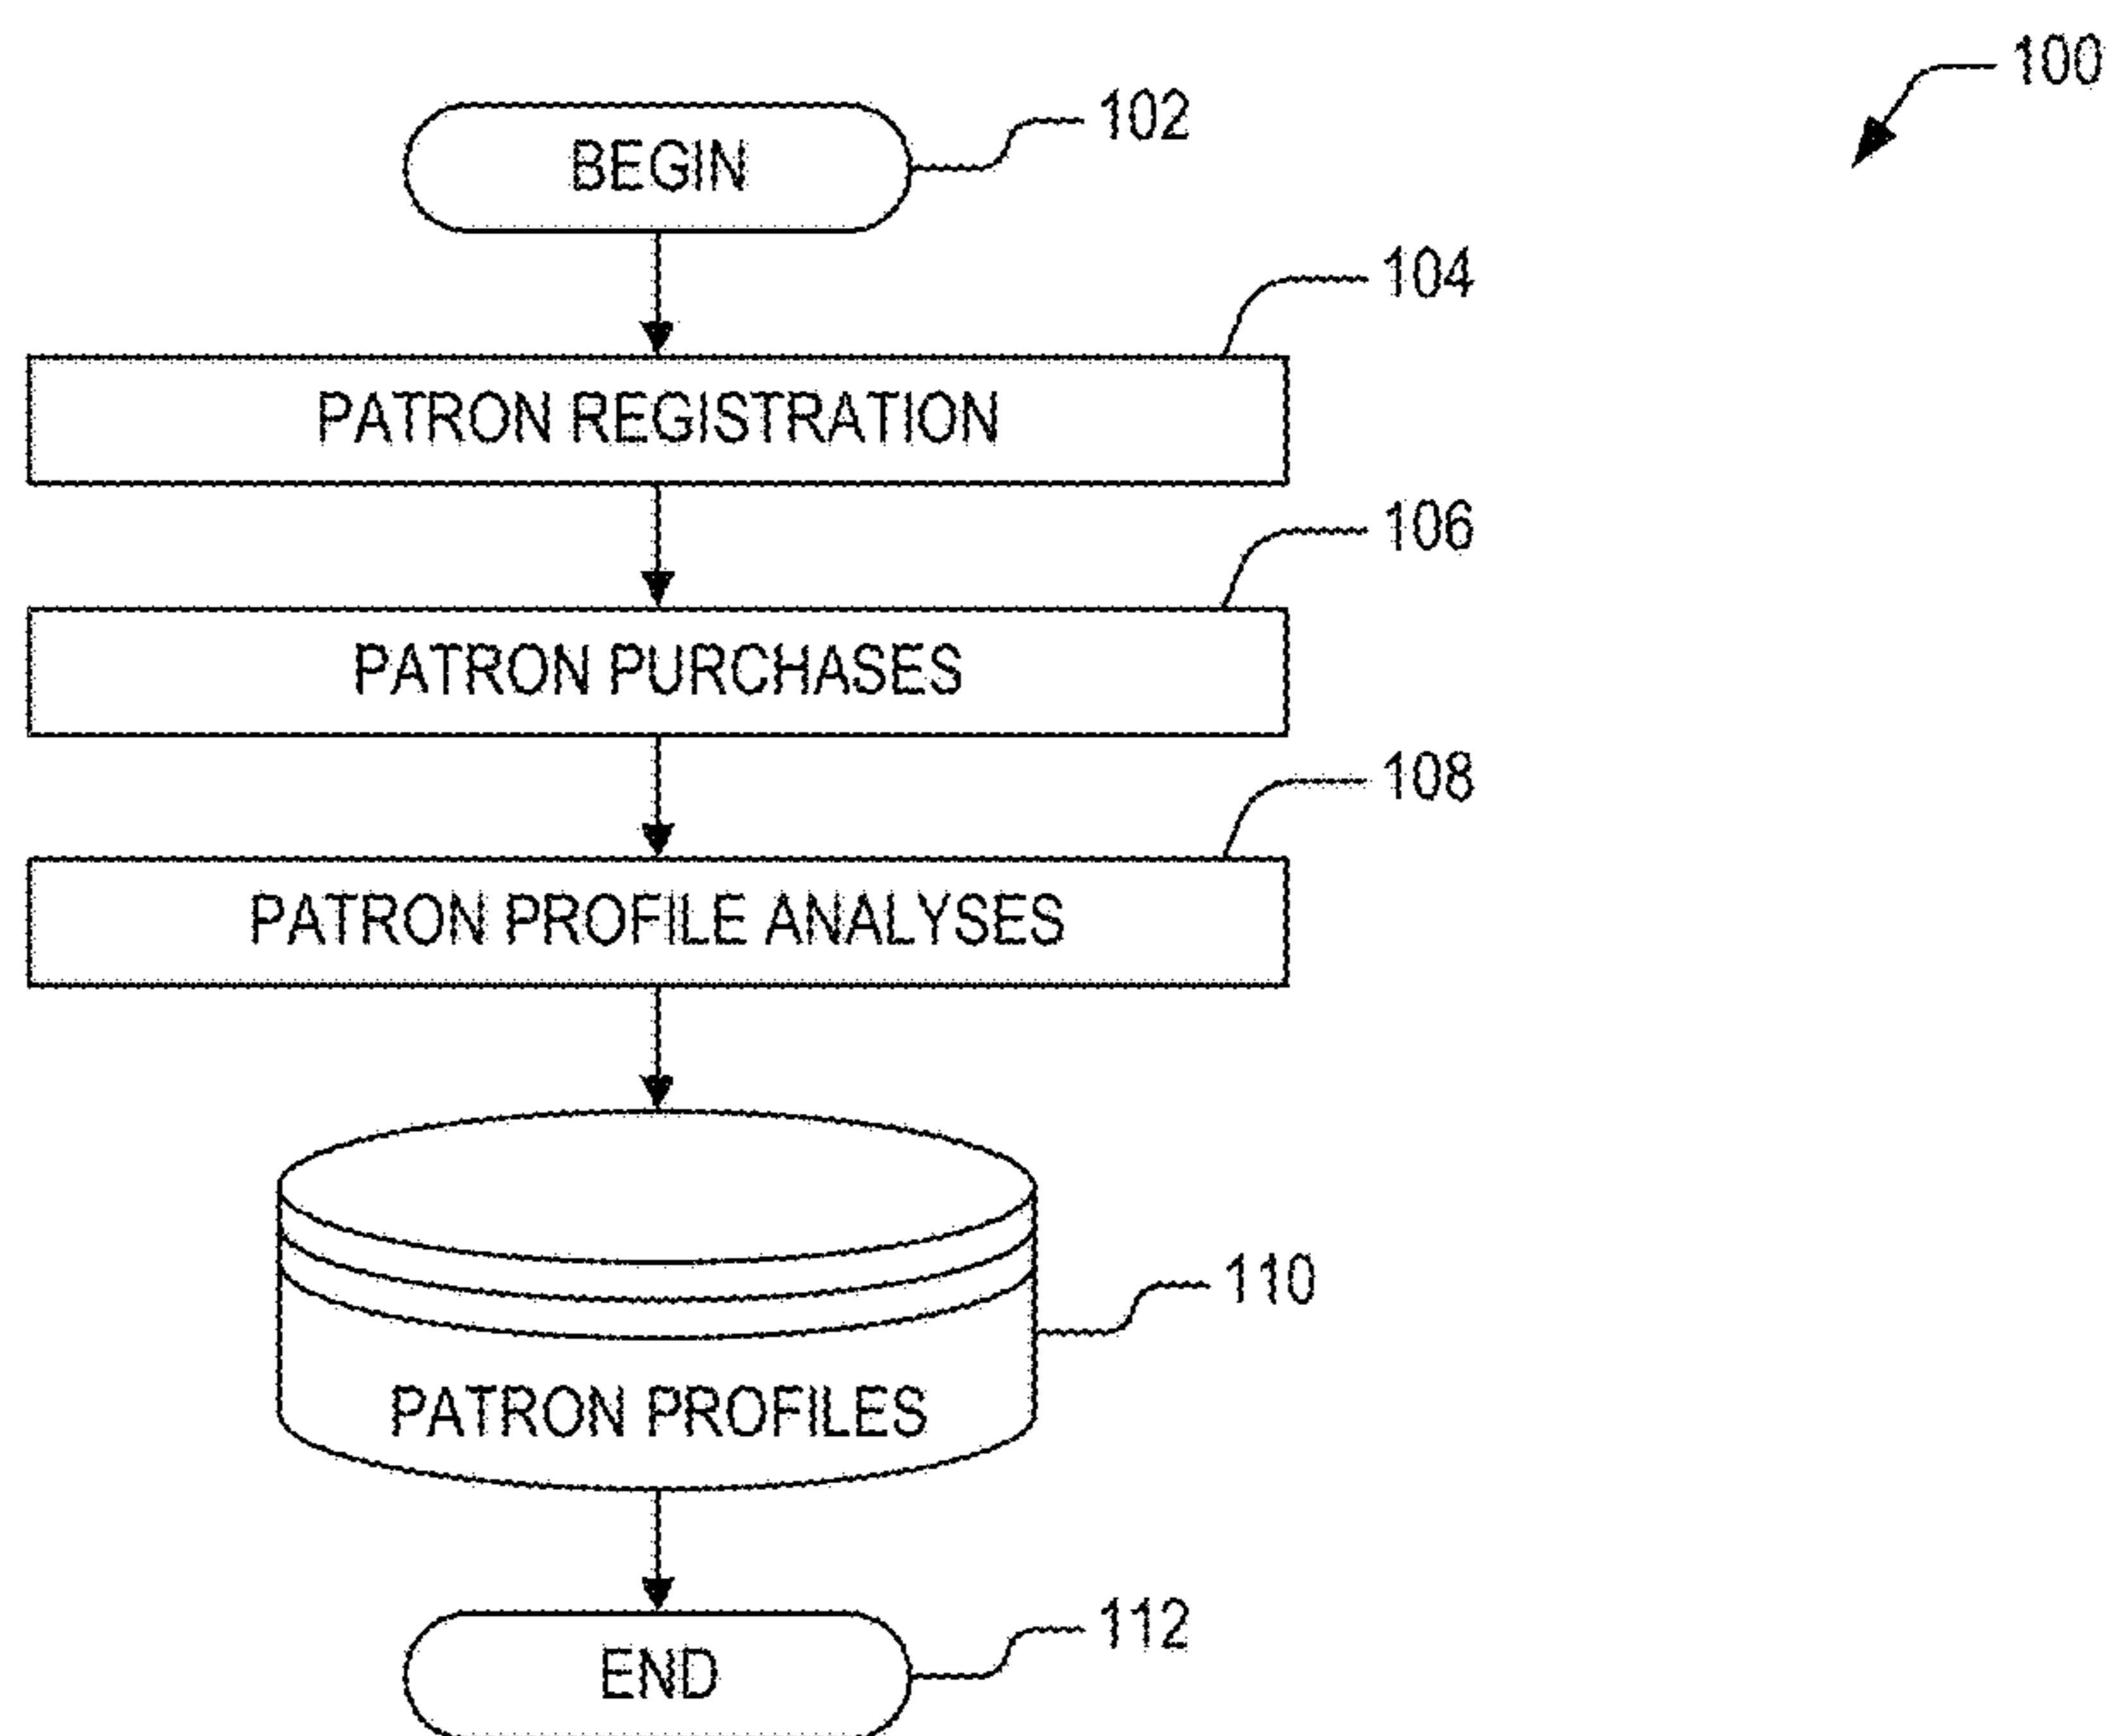 100
BEGIN
102
104
PATRON REGISTRATION
106
PATRON PURCHASES
108
PATRON PROFILE ANALYSES
110
PATRON PROFILES
112
END